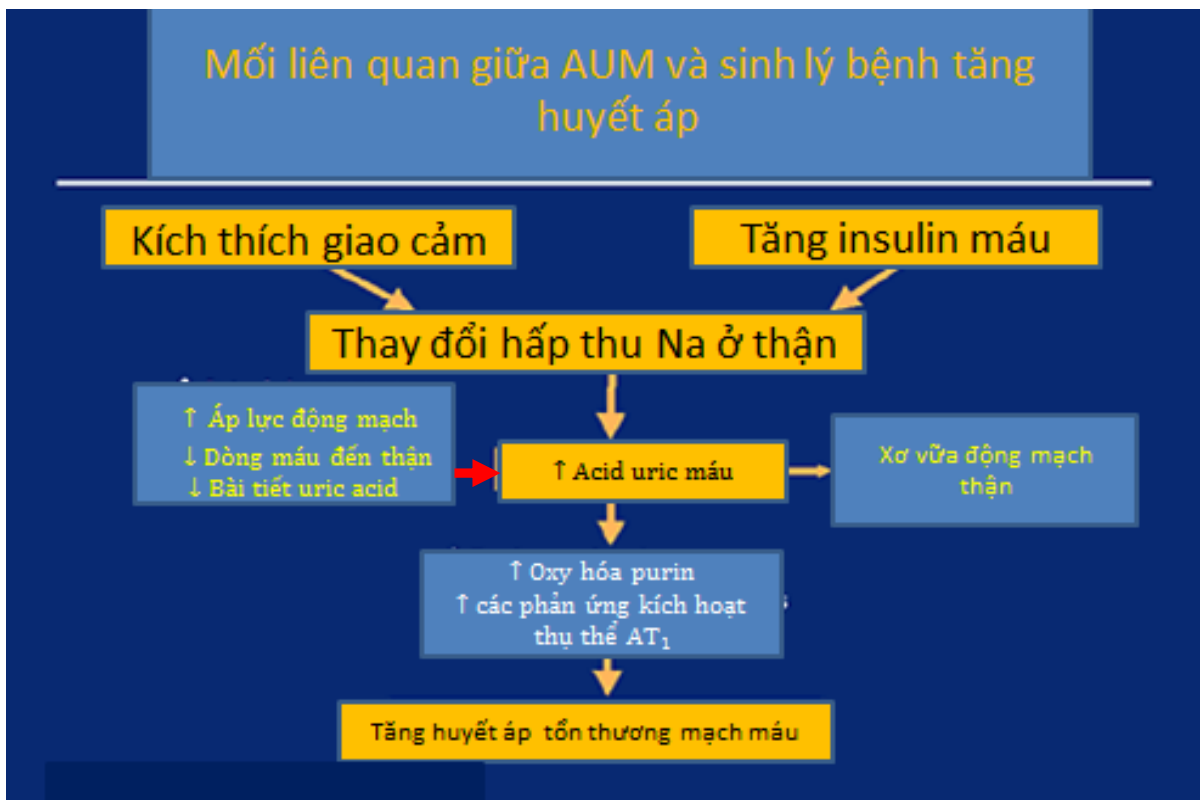 Mối liên quan giữa AUM và sinh lý bệnh tăng
huyết áp
Kích thích giao cảm
Tăng insulin máu
Thay đổi hấp thu Na ở thận
↑ Áp lực động mạch
↓ Dòng máu đến thận
↓ Bài tiết uric acid
↑ Acid uric máu
Xơ vữa động mạch
thận
↑ Oxy hóa purin
↑ các phản ứng kích hoạt
thụ thể AT₁
Tăng huyết áp tổn thương mạch máu